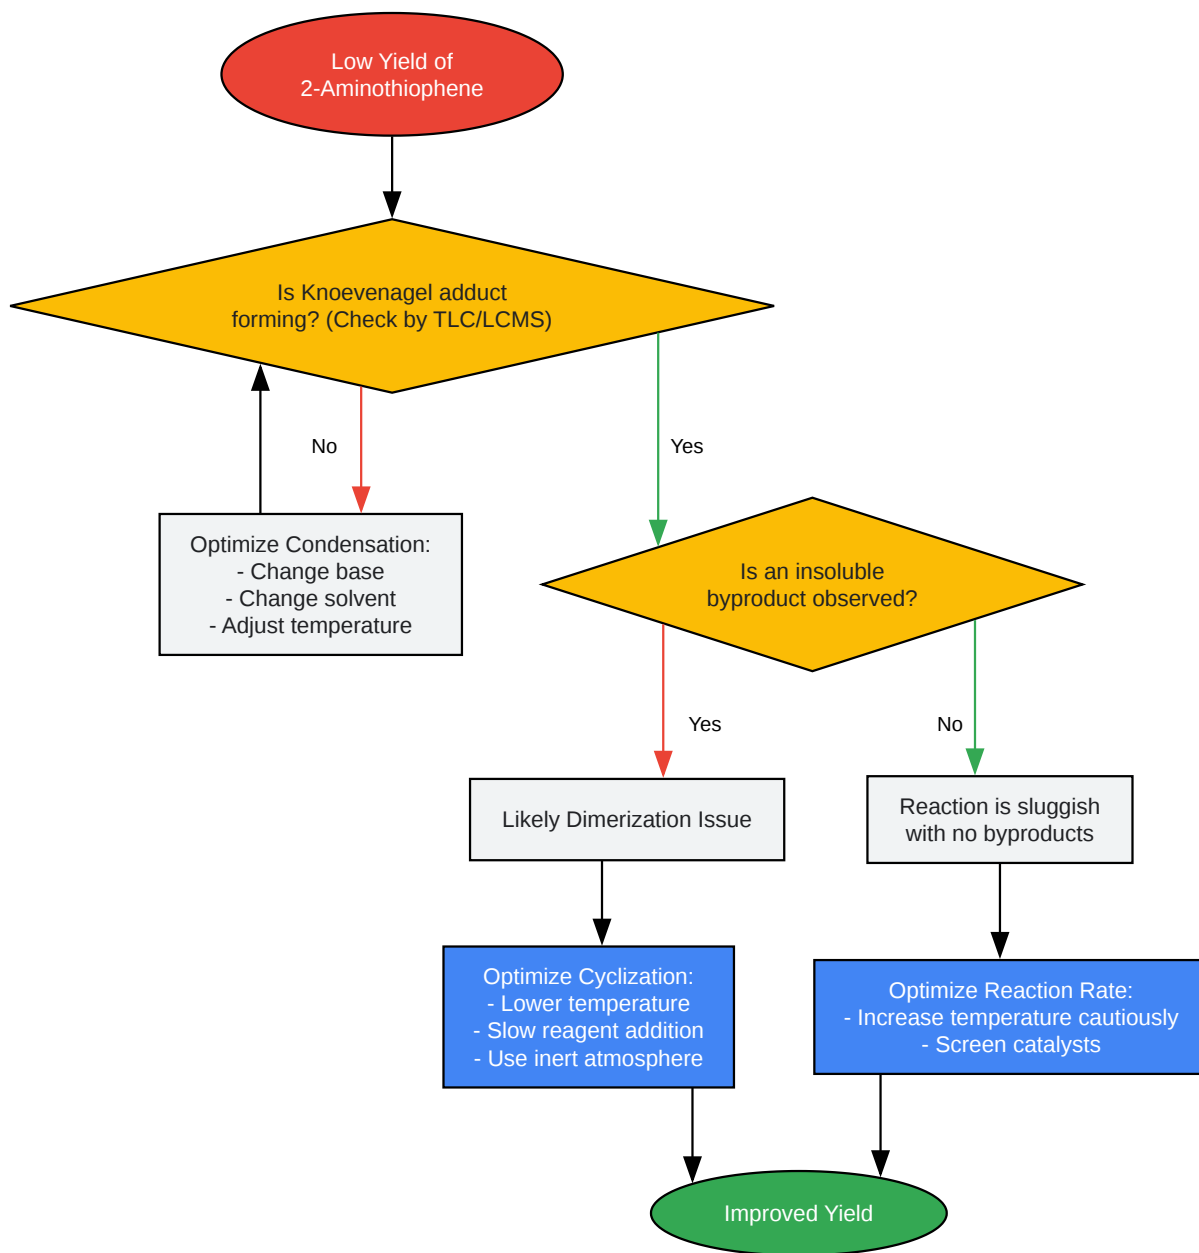 Low Yield of
2-Aminothiophene
Is Knoevenagel adduct
forming? (Check by TLC/LCMS)
No
Yes
Optimize Condensation:
- Change base
- Change solvent
- Adjust temperature
Is an insoluble
byproduct observed?
Yes
No
Likely Dimerization Issue
Reaction is sluggish
with no byproducts
Optimize Cyclization:
- Lower temperature
- Slow reagent addition
- Use inert atmosphere
Optimize Reaction Rate:
- Increase temperature cautiously
- Screen catalysts
Improved Yield